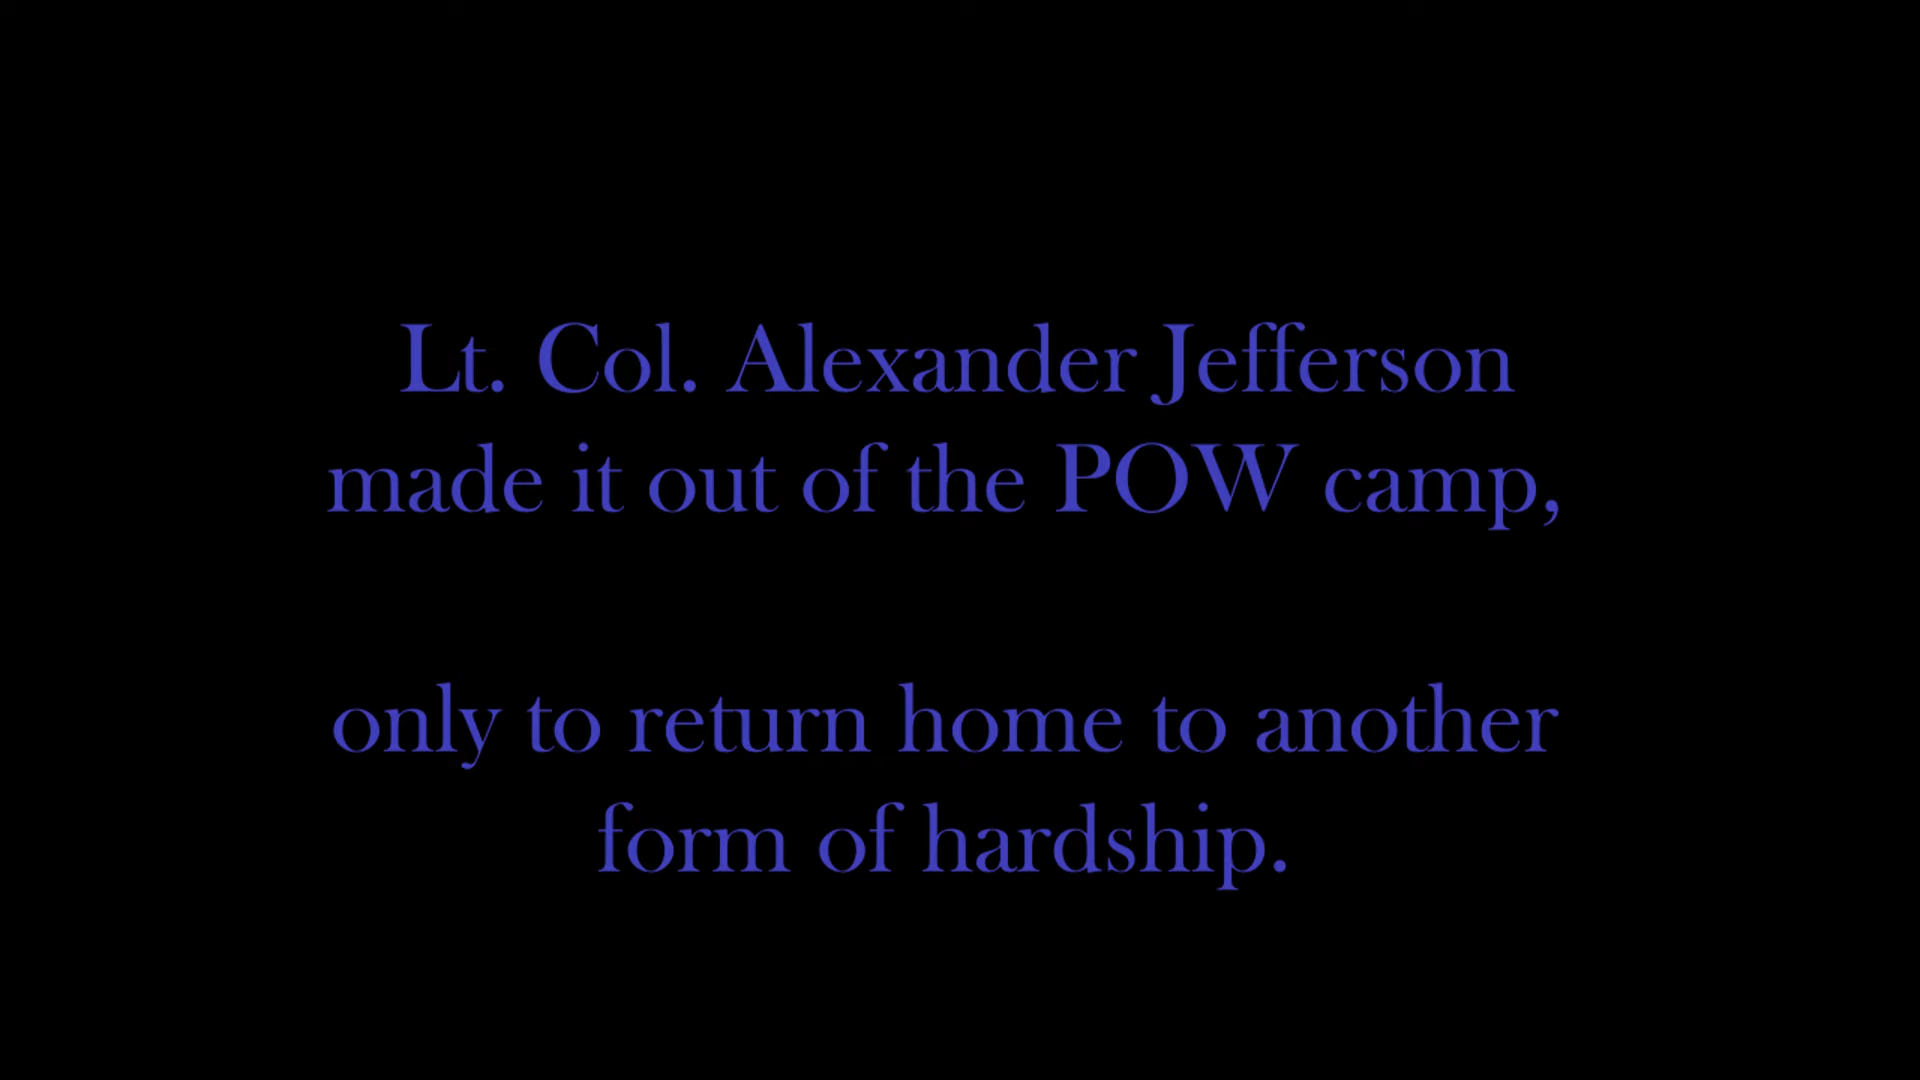 Lt. Col. Alexander Jefferson
made it out of the POW camp,
only to return home to another
form of hardship.